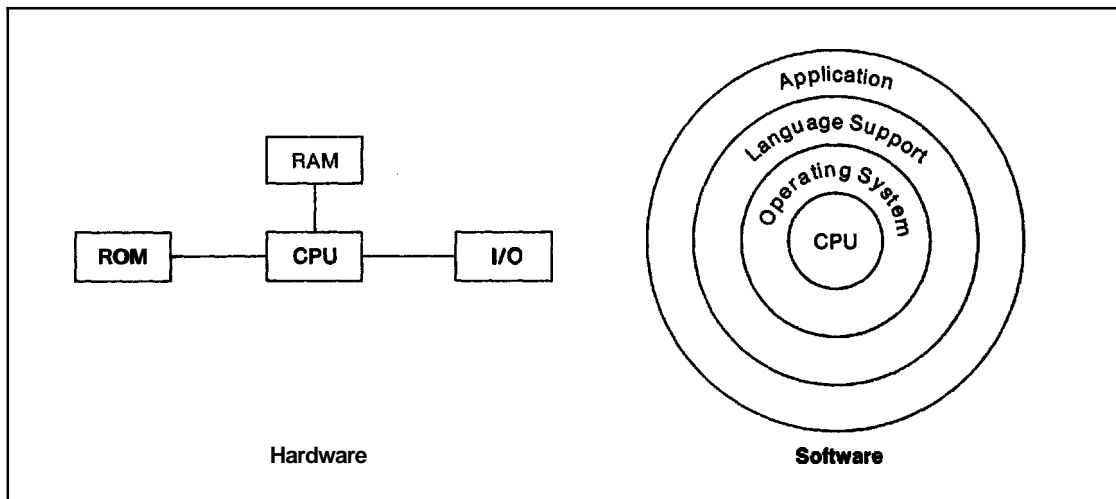 RAM
ROM
CPU
I/O
Hardware
Application
Language Support
Operating System
CPU
Software